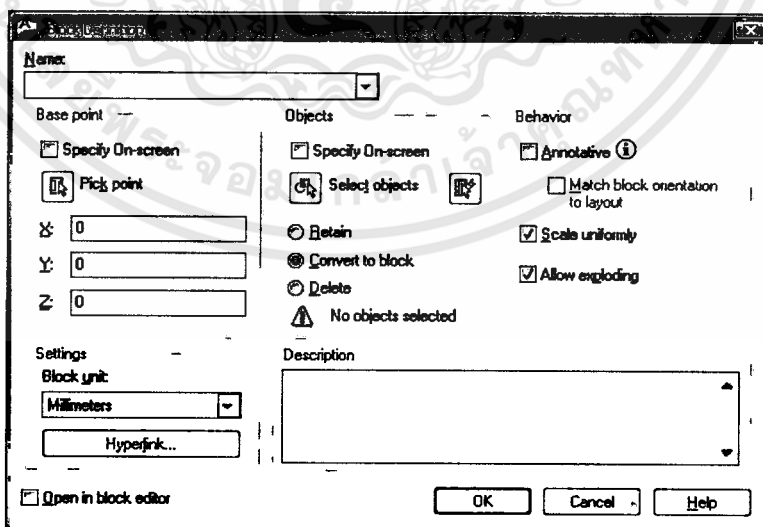 Block Definition
Name:
Base point
Specify On-screen
Pick point
X: 0
Y: 0
Z: 0
Objects
Specify On-screen
Select objects
Retain
Convert to block
Delete
No objects selected
Behavior
Annotative
Match block orientation
to layout
Scale uniformly
Allow exploding
Settings
Block unit:
Millimeters
Hyperlink...
Description
Open in block editor
OK
Cancel
Help